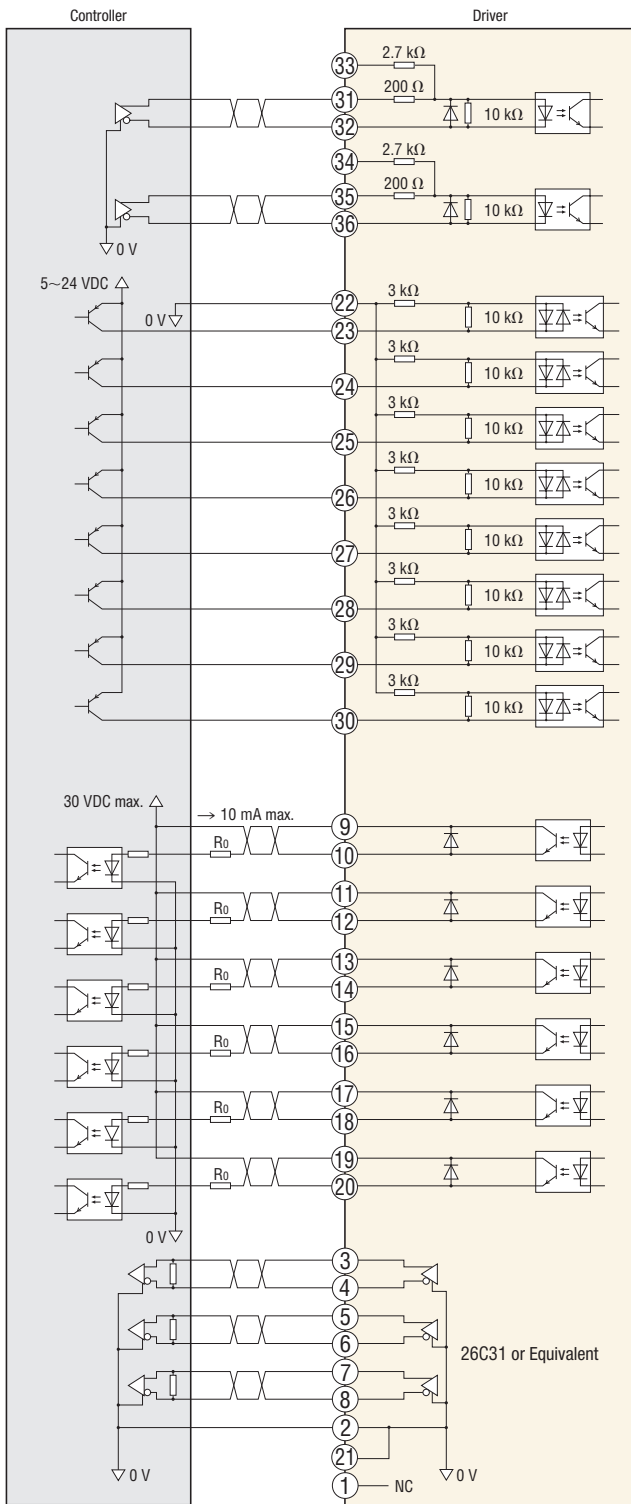 Controller Driver
33 2.7 kΩ
31 200 Ω
32 10 kΩ
34 2.7 kΩ
35 200 Ω
36 10 kΩ
0 V
5~24 VDC
0 V 22 3 kΩ
23 10 kΩ
3 kΩ
24 10 kΩ
3 kΩ
25 10 kΩ
3 kΩ
26 10 kΩ
3 kΩ
27 10 kΩ
3 kΩ
28 10 kΩ
3 kΩ
29 10 kΩ
3 kΩ
30 10 kΩ
30 VDC max. → 10 mA max.
9
R0 10
11
R0 12
13
R0 14
15
R0 16
17
R0 18
19
R0 20
0 V
3
4
5
6
26C31 or Equivalent
7
8
2
21
0 V 0 V
1 NC